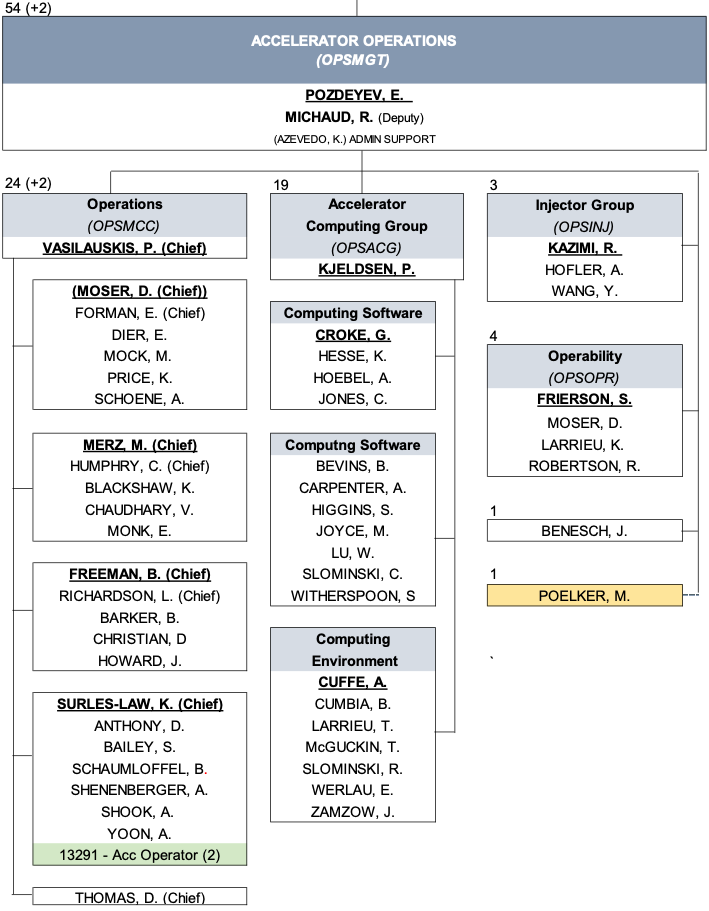 54 (+2)
ACCELERATOR OPERATIONS
(OPSMGT)
POZDEYEV, E.
MICHAUD, R. (Deputy)
(AZEVEDO, K.) ADMIN SUPPORT
24 (+2)
Operations
(OPSMCC)
VASILAUSKIS, P. (Chief)
(MOSER, D. (Chief))
FORMAN, E. (Chief)
DIER, E.
MOCK, M.
PRICE, K.
SCHOENE, A.
MERZ, M. (Chief)
HUMPHRY, C. (Chief)
BLACKSHAW, K.
CHAUDHARY, V.
MONK, E.
FREEMAN, B. (Chief)
RICHARDSON, L. (Chief)
BARKER, B.
CHRISTIAN, D
HOWARD, J.
SURLES-LAW, K. (Chief)
ANTHONY, D.
BAILEY, S.
SCHAUMLOFFEL, B.
SHENENBERGER, A.
SHOOK, A.
YOON, A.
13291 - Acc Operator (2)
THOMAS, D. (Chief)
19
Accelerator
Computing Group
(OPSACG)
KJELDSEN, P.
Computing Software
CROKE, G.
HESSE, K.
HOEBEL, A.
JONES, C.
Computng Software
BEVINS, B.
CARPENTER, A.
HIGGINS, S.
JOYCE, M.
LU, W.
SLOMINSKI, C.
WITHERSPOON, S
Computing
Environment
CUFFE, A.
CUMBIA, B.
LARRIEU, T.
McGUCKIN, T.
SLOMINSKI, R.
WERLAU, E.
ZAMZOW, J.
3
Injector Group
(OPSINJ)
KAZIMI, R.
HOFLER, A.
WANG, Y.
4
Operability
(OPSOPR)
FRIERSON, S.
MOSER, D.
LARRIEU, K.
ROBERTSON, R.
1
BENESCH, J.
1
POELKER, M.
`